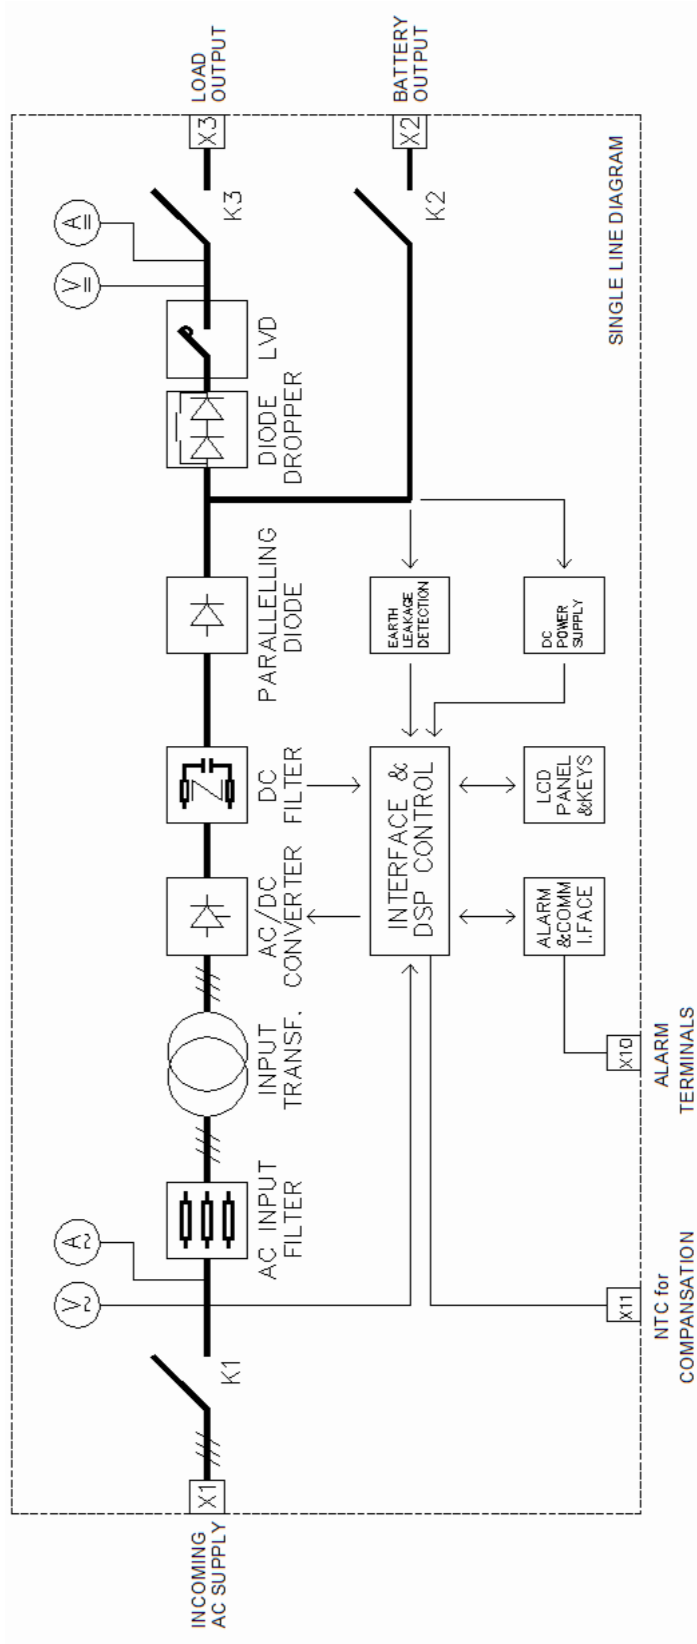 INCOMING
AC SUPPLY
X1
K1
V~
A~
AC INPUT
FILTER
INPUT
TRANSF.
AC/DC
CONVERTER
DC
FILTER
PARALLELLING
DIODE
DIODE
DROPPER
LVD
V=
A=
K3
X3
LOAD
OUTPUT
K2
X2
BATTERY
OUTPUT
INTERFACE &
DSP CONTROL
EARTH
LEAKAGE
DETECTION
DC
POWER
SUPPLY
ALARM
&COMM
I.FACE
LCD
PANEL
&KEYS
X11
NTC for
COMPANSATION
X10
ALARM
TERMINALS
SINGLE LINE DIAGRAM